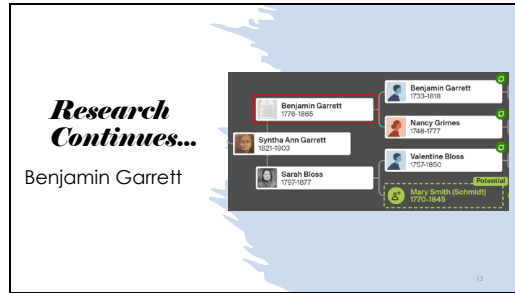 Research
Continues...
Benjamin Garrett
Benjamin Garrett
1776-1865
Syntha Ann Garrett
1821-1903
Sarah Bloss
1797-1877
Benjamin Garrett
1733-1818
Nancy Grimes
1748-1777
Valentine Bloss
1757-1850
Potential
Mary Smith (Schmidt)
1770-1845
13